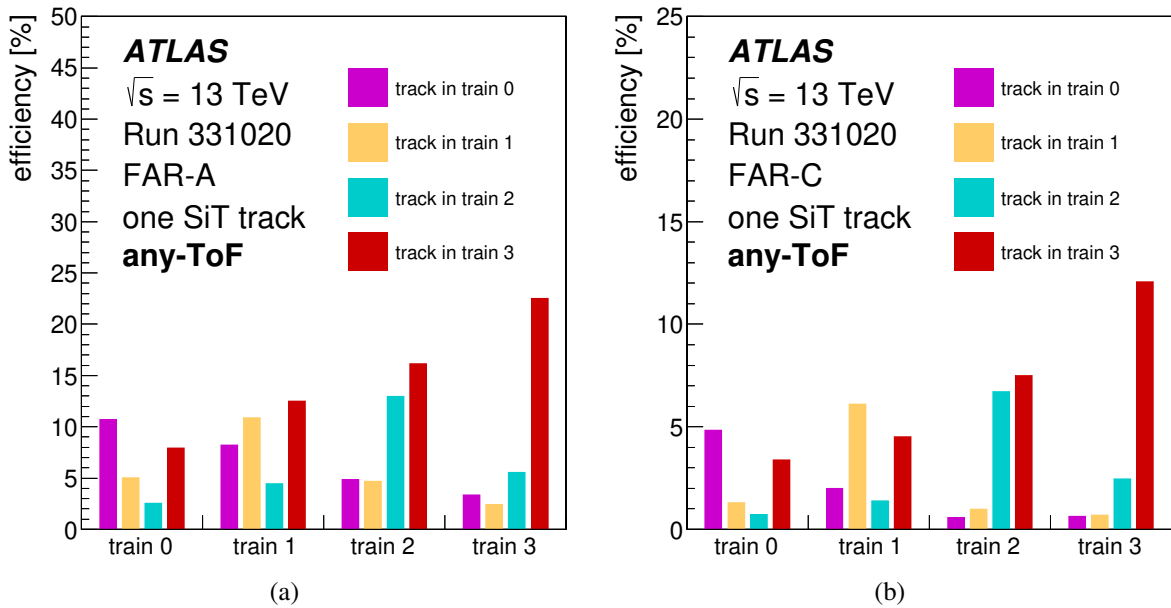 efficiency [%]
50
45
40
35
30
25
20
15
10
5
0
ATLAS
√s = 13 TeV
Run 331020
FAR-A
one SiT track
any-ToF
track in train 0
track in train 1
track in train 2
track in train 3
train 0 train 1 train 2 train 3
(a)
efficiency [%]
25
20
15
10
5
0
ATLAS
√s = 13 TeV
Run 331020
FAR-C
one SiT track
any-ToF
track in train 0
track in train 1
track in train 2
track in train 3
train 0 train 1 train 2 train 3
(b)